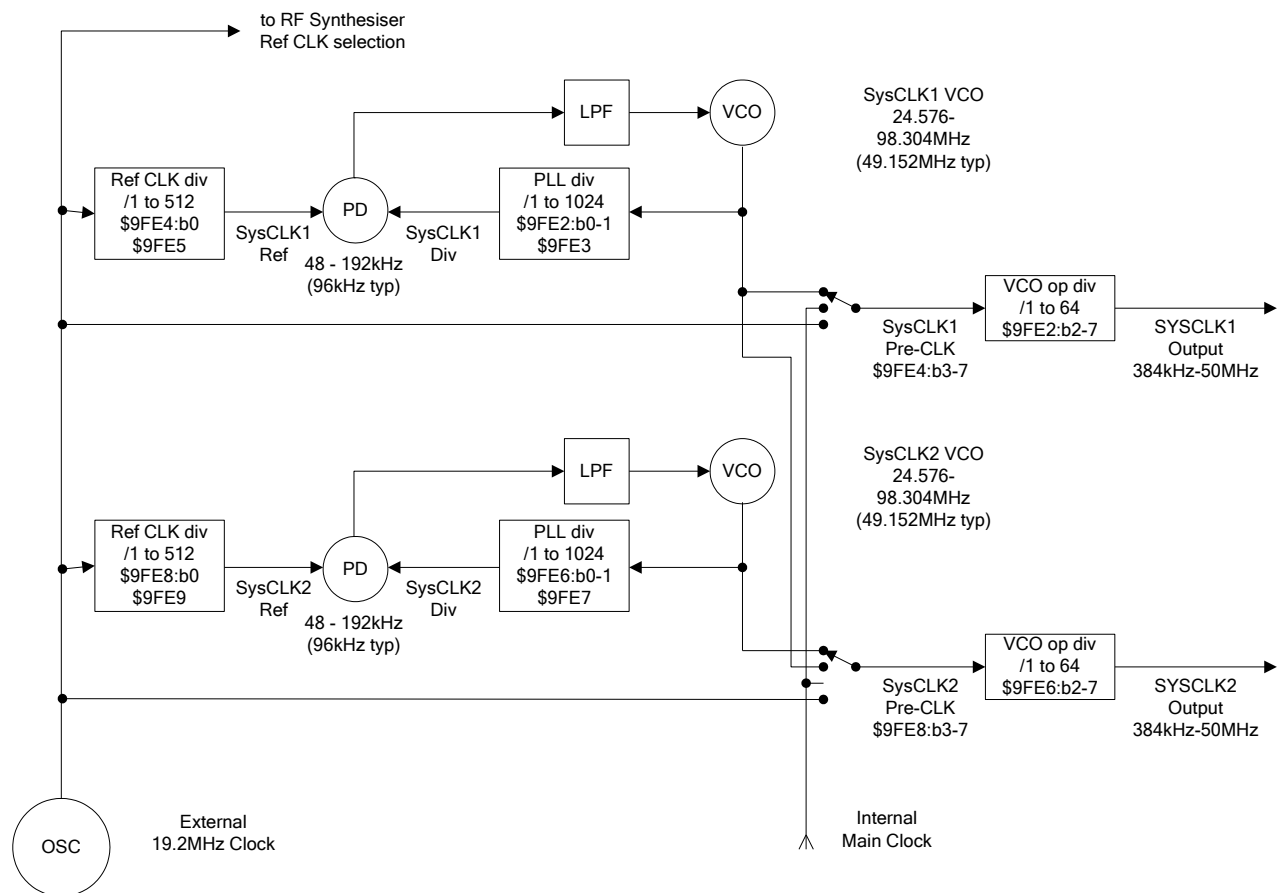 to RF Synthesiser
Ref CLK selection
LPF
VCO
SysCLK1 VCO
24.576-
98.304MHz
(49.152MHz typ)
Ref CLK div
/1 to 512
$9FE4:b0
$9FE5
SysCLK1
Ref
PD
48 - 192kHz
(96kHz typ)
SysCLK1
Div
PLL div
/1 to 1024
$9FE2:b0-1
$9FE3
SysCLK1
Pre-CLK
$9FE4:b3-7
VCO op div
/1 to 64
$9FE2:b2-7
SYSCLK1
Output
384kHz-50MHz
LPF
VCO
SysCLK2 VCO
24.576-
98.304MHz
(49.152MHz typ)
Ref CLK div
/1 to 512
$9FE8:b0
$9FE9
SysCLK2
Ref
PD
48 - 192kHz
(96kHz typ)
SysCLK2
Div
PLL div
/1 to 1024
$9FE6:b0-1
$9FE7
SysCLK2
Pre-CLK
$9FE8:b3-7
VCO op div
/1 to 64
$9FE6:b2-7
SYSCLK2
Output
384kHz-50MHz
OSC
External
19.2MHz Clock
Internal
Main Clock